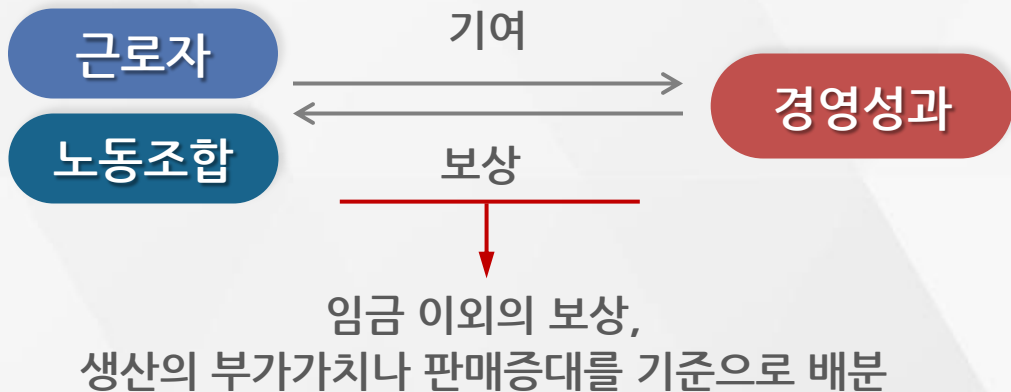 기여
근로자
경영성과
노동조합
보상
임금 이외의 보상,
생산의 부가가치나 판매증대를 기준으로 배분